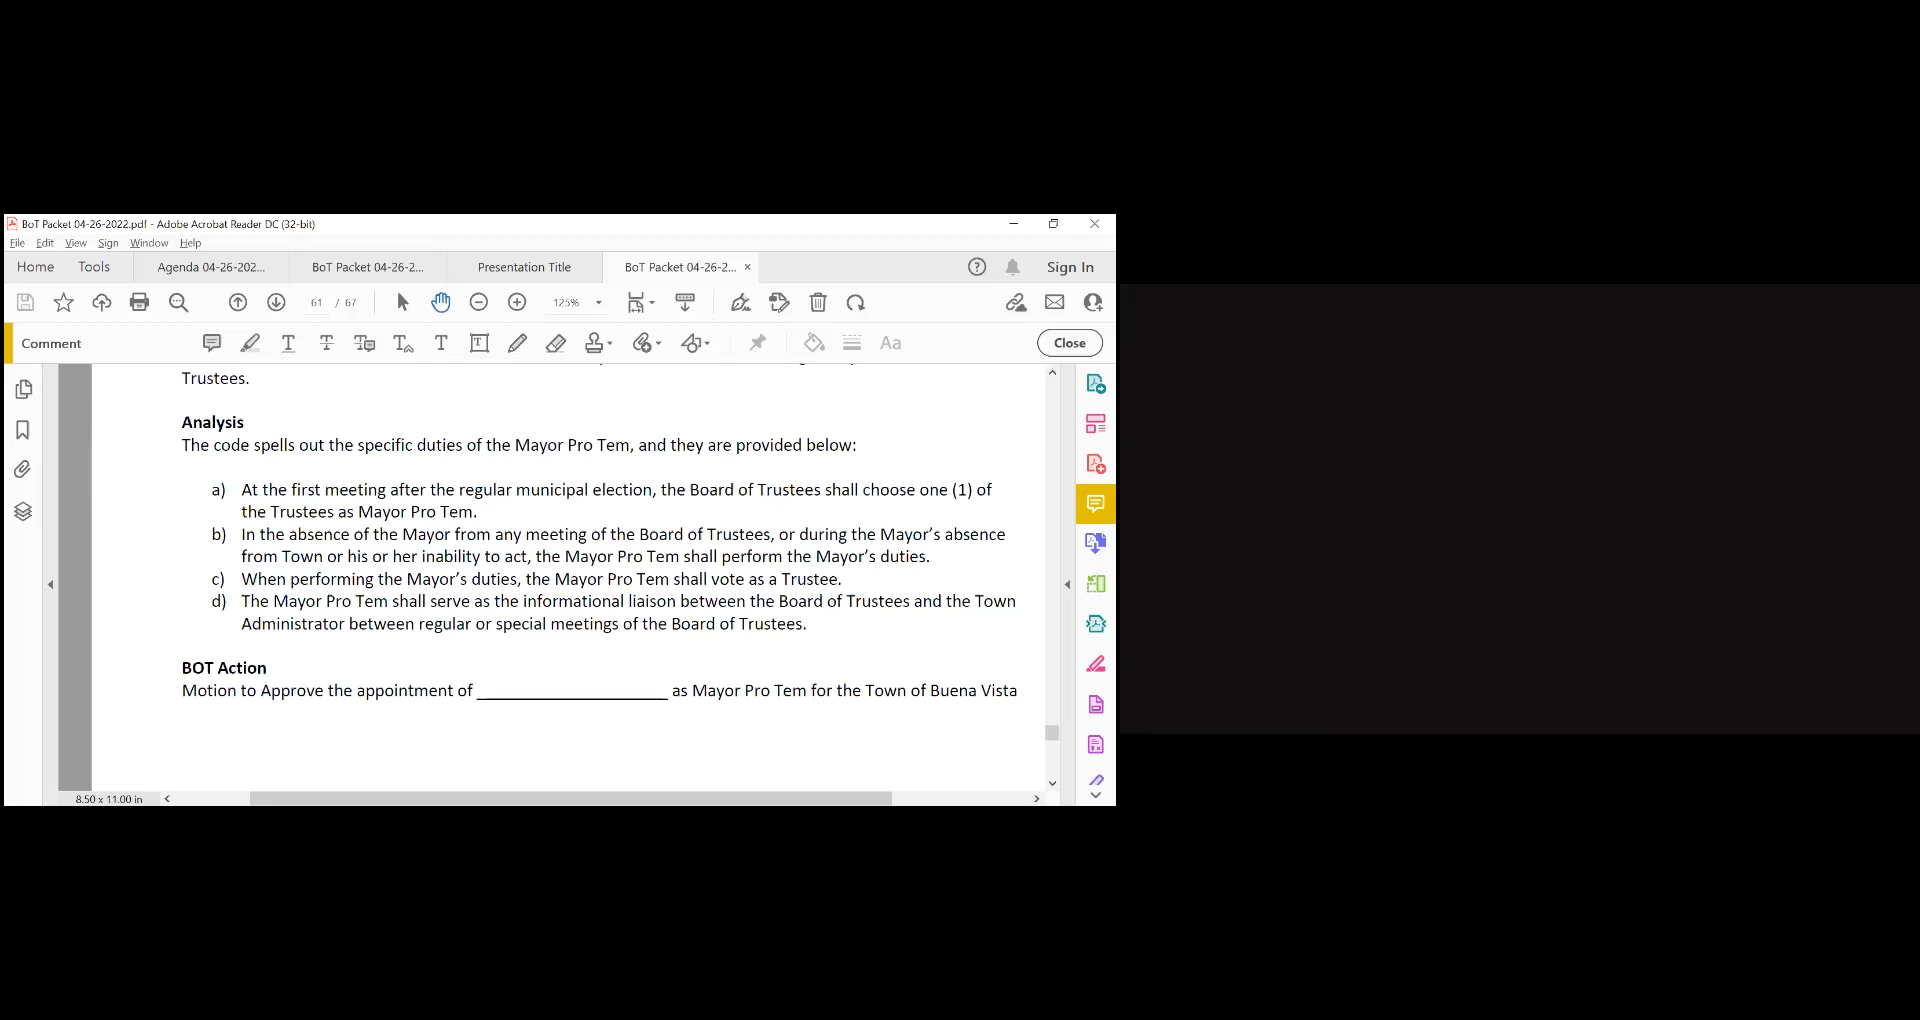 BoT Packet 04-26-2022.pdf - Adobe Acrobat Reader DC (32-bit)
File Edit View Sign Window Help
Home Tools Agenda 04-26-202... BoT Packet 04-26-2... Presentation Title BoT Packet 04-26-2... × Sign In
61 / 67 125%
Comment Aa Close
Trustees.
Analysis
The code spells out the specific duties of the Mayor Pro Tem, and they are provided below:
a) At the first meeting after the regular municipal election, the Board of Trustees shall choose one (1) of
the Trustees as Mayor Pro Tem.
b) In the absence of the Mayor from any meeting of the Board of Trustees, or during the Mayor’s absence
from Town or his or her inability to act, the Mayor Pro Tem shall perform the Mayor’s duties.
c) When performing the Mayor’s duties, the Mayor Pro Tem shall vote as a Trustee.
d) The Mayor Pro Tem shall serve as the informational liaison between the Board of Trustees and the Town
Administrator between regular or special meetings of the Board of Trustees.
BOT Action
Motion to Approve the appointment of ____________________ as Mayor Pro Tem for the Town of Buena Vista
8.50 x 11.00 in